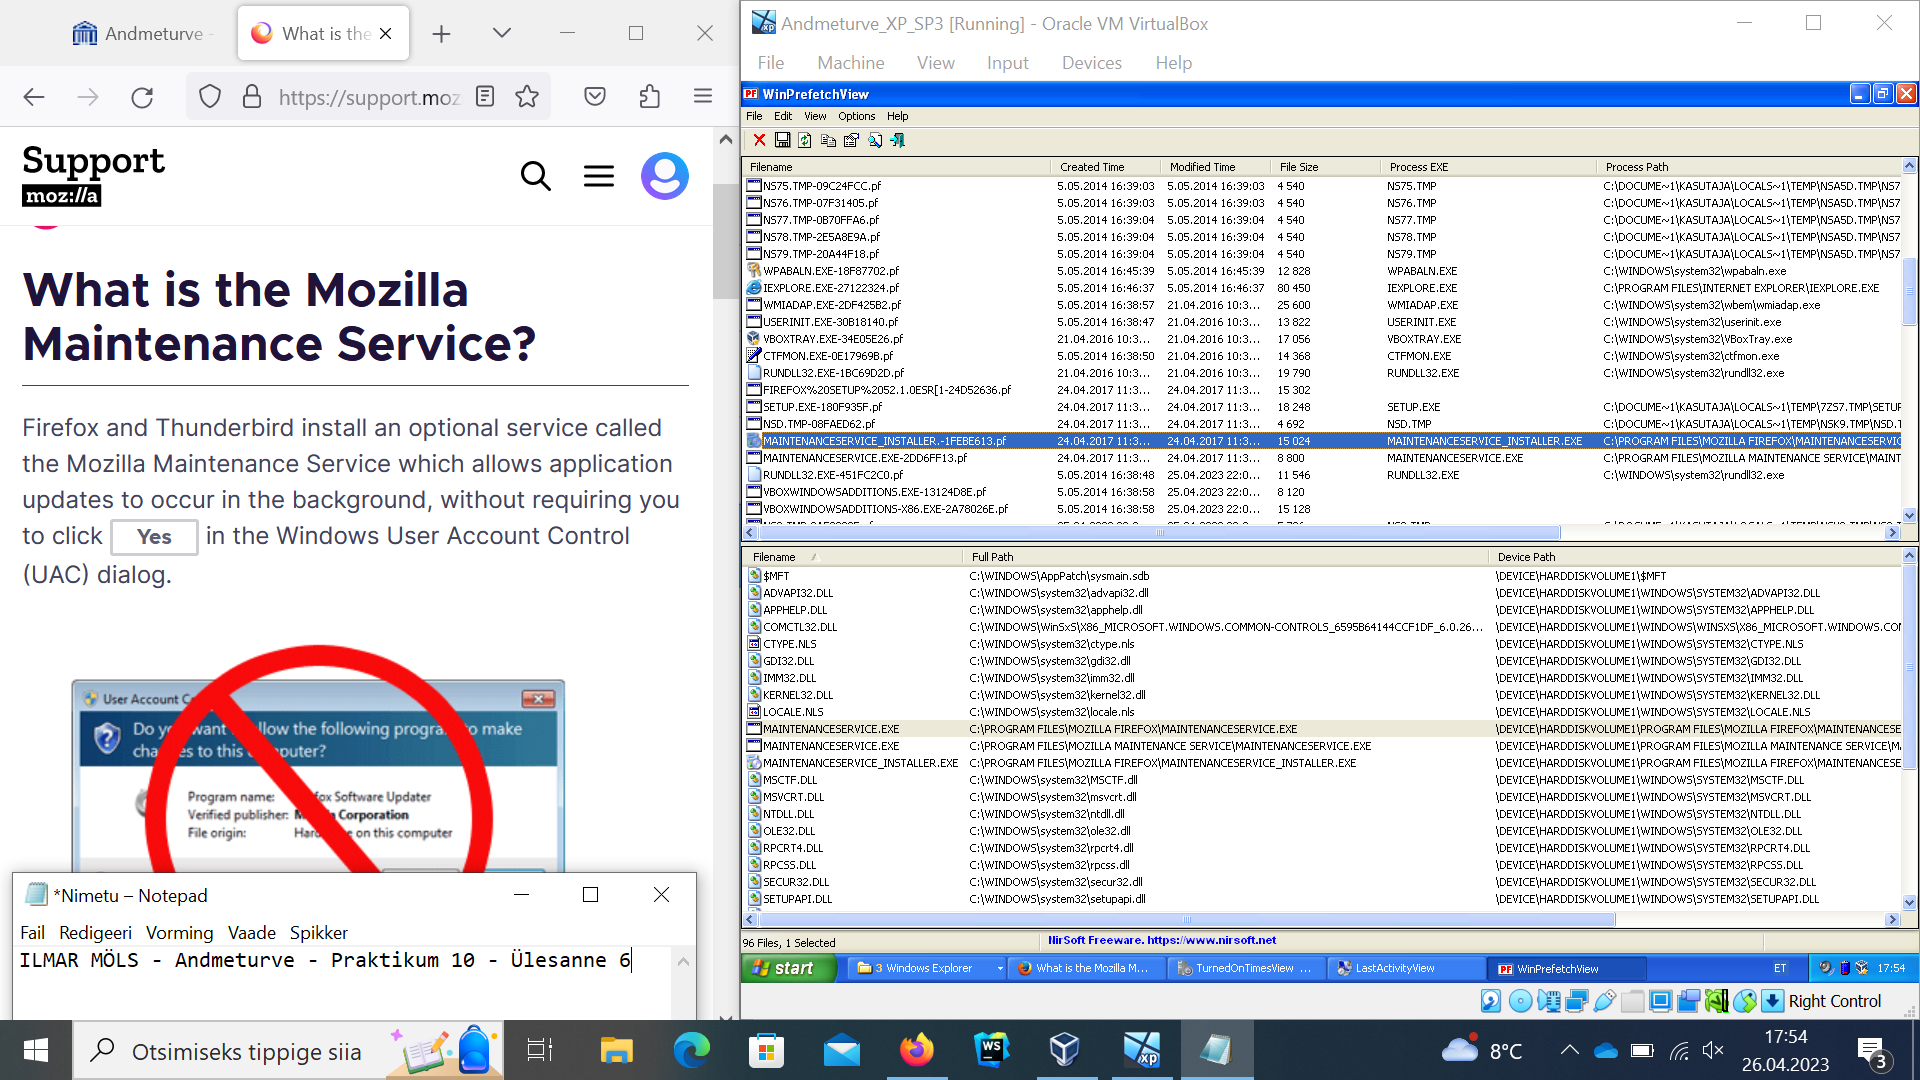 Andmeturve -
What is the
https://support.moz
Support
moz://a
What is the Mozilla
Maintenance Service?
Firefox and Thunderbird install an optional service called
the Mozilla Maintenance Service which allows application
updates to occur in the background, without requiring you
to click Yes in the Windows User Account Control
(UAC) dialog.
User Account C
Do you want allow the following program to make
changes to this computer?
Program name: fox Software Updater
Verified publisher: Corporation
File origin: Hard on this computer
*Nimetu – Notepad
Fail Redigeeri Vorming Vaade Spikker
ILMAR MÖLS - Andmeturve - Praktikum 10 - Ülesanne 6
Andmeturve_XP_SP3 [Running] - Oracle VM VirtualBox
File Machine View Input Devices Help
WinPrefetchView
File Edit View Options Help
Filename Created Time Modified Time File Size Process EXE Process Path
NS75.TMP-09C24FCC.pf 5.05.2014 16:39:03 5.05.2014 16:39:03 4 540 NS75.TMP C:\DOCUME~1\KASUTAJA\LOCALS~1\TEMP\NSA5D.TMP\NS7
NS76.TMP-07F31405.pf 5.05.2014 16:39:03 5.05.2014 16:39:03 4 540 NS76.TMP C:\DOCUME~1\KASUTAJA\LOCALS~1\TEMP\NSA5D.TMP\NS7
NS77.TMP-0B70FFA6.pf 5.05.2014 16:39:04 5.05.2014 16:39:04 4 540 NS77.TMP C:\DOCUME~1\KASUTAJA\LOCALS~1\TEMP\NSA5D.TMP\NS7
NS78.TMP-2E5A8E9A.pf 5.05.2014 16:39:04 5.05.2014 16:39:04 4 540 NS78.TMP C:\DOCUME~1\KASUTAJA\LOCALS~1\TEMP\NSA5D.TMP\NS7
NS79.TMP-20A44F18.pf 5.05.2014 16:39:04 5.05.2014 16:39:04 4 540 NS79.TMP C:\DOCUME~1\KASUTAJA\LOCALS~1\TEMP\NSA5D.TMP\NS7
WPABALN.EXE-18F87702.pf 5.05.2014 16:45:39 5.05.2014 16:45:39 12 828 WPABALN.EXE C:\WINDOWS\system32\wpabaln.exe
IEXPLORE.EXE-27122324.pf 5.05.2014 16:46:37 5.05.2014 16:46:37 80 450 IEXPLORE.EXE C:\PROGRAM FILES\INTERNET EXPLORER\IEXPLORE.EXE
WMIADAP.EXE-2DF425B2.pf 5.05.2014 16:38:57 21.04.2016 10:3... 25 600 WMIADAP.EXE C:\WINDOWS\system32\wbem\wmiadap.exe
USERINIT.EXE-30B18140.pf 5.05.2014 16:38:47 21.04.2016 10:3... 13 822 USERINIT.EXE C:\WINDOWS\system32\userinit.exe
VBOXTRAY.EXE-34E05E26.pf 21.04.2016 10:3... 21.04.2016 10:3... 17 056 VBOXTRAY.EXE C:\WINDOWS\system32\VBoxTray.exe
CTFMON.EXE-0E17969B.pf 5.05.2014 16:38:50 21.04.2016 10:3... 14 368 CTFMON.EXE C:\WINDOWS\system32\ctfmon.exe
RUNDLL32.EXE-1BC69D2D.pf 21.04.2016 10:3... 21.04.2016 10:3... 19 790 RUNDLL32.EXE C:\WINDOWS\system32\rundll32.exe
FIREFOX%20SETUP%2052.1.0ESR[1-24D52636.pf 24.04.2017 11:3... 24.04.2017 11:3... 15 302
SETUP.EXE-180F935F.pf 24.04.2017 11:3... 24.04.2017 11:3... 18 248 SETUP.EXE C:\DOCUME~1\KASUTAJA\LOCALS~1\TEMP\7ZS7.TMP\SETUP
NSD.TMP-08FAED62.pf 24.04.2017 11:3... 24.04.2017 11:3... 4 692 NSD.TMP C:\DOCUME~1\KASUTAJA\LOCALS~1\TEMP\NSK9.TMP\NSD.T
MAINTENANCESERVICE_INSTALLER.-1FEBE613.pf 24.04.2017 11:3... 24.04.2017 11:3... 15 024 MAINTENANCESERVICE_INSTALLER.EXE C:\PROGRAM FILES\MOZILLA FIREFOX\MAINTENANCESERVIC
MAINTENANCESERVICE.EXE-2DD6FF13.pf 24.04.2017 11:3... 24.04.2017 11:3... 8 800 MAINTENANCESERVICE.EXE C:\PROGRAM FILES\MOZILLA MAINTENANCE SERVICE\MAINT
RUNDLL32.EXE-451FC2C0.pf 5.05.2014 16:38:48 25.04.2023 22:0... 11 546 RUNDLL32.EXE C:\WINDOWS\system32\rundll32.exe
VBOXWINDOWSADDITIONS.EXE-13124D8E.pf 5.05.2014 16:38:58 25.04.2023 22:0... 8 120
VBOXWINDOWSADDITIONS-X86.EXE-2A78026E.pf 5.05.2014 16:38:58 25.04.2023 22:0... 15 128
Filename Full Path Device Path
$MFT C:\WINDOWS\AppPatch\sysmain.sdb \DEVICE\HARDDISKVOLUME1\$MFT
ADVAPI32.DLL C:\WINDOWS\system32\advapi32.dll \DEVICE\HARDDISKVOLUME1\WINDOWS\SYSTEM32\ADVAPI32.DLL
APPHELP.DLL C:\WINDOWS\system32\apphelp.dll \DEVICE\HARDDISKVOLUME1\WINDOWS\SYSTEM32\APPHELP.DLL
COMCTL32.DLL C:\WINDOWS\WinSxS\X86_MICROSOFT.WINDOWS.COMMON-CONTROLS_6595B64144CCF1DF_6.0.26... \DEVICE\HARDDISKVOLUME1\WINDOWS\WINSXS\X86_MICROSOFT.WINDOWS.CON
CTYPE.NLS C:\WINDOWS\system32\ctype.nls \DEVICE\HARDDISKVOLUME1\WINDOWS\SYSTEM32\CTYPE.NLS
GDI32.DLL C:\WINDOWS\system32\gdi32.dll \DEVICE\HARDDISKVOLUME1\WINDOWS\SYSTEM32\GDI32.DLL
IMM32.DLL C:\WINDOWS\system32\imm32.dll \DEVICE\HARDDISKVOLUME1\WINDOWS\SYSTEM32\IMM32.DLL
KERNEL32.DLL C:\WINDOWS\system32\kernel32.dll \DEVICE\HARDDISKVOLUME1\WINDOWS\SYSTEM32\KERNEL32.DLL
LOCALE.NLS C:\WINDOWS\system32\locale.nls \DEVICE\HARDDISKVOLUME1\WINDOWS\SYSTEM32\LOCALE.NLS
MAINTENANCESERVICE.EXE C:\PROGRAM FILES\MOZILLA FIREFOX\MAINTENANCESERVICE.EXE \DEVICE\HARDDISKVOLUME1\PROGRAM FILES\MOZILLA FIREFOX\MAINTENANCESE
MAINTENANCESERVICE.EXE C:\PROGRAM FILES\MOZILLA MAINTENANCE SERVICE\MAINTENANCESERVICE.EXE \DEVICE\HARDDISKVOLUME1\PROGRAM FILES\MOZILLA MAINTENANCE SERVICE\MA
MAINTENANCESERVICE_INSTALLER.EXE C:\PROGRAM FILES\MOZILLA FIREFOX\MAINTENANCESERVICE_INSTALLER.EXE \DEVICE\HARDDISKVOLUME1\PROGRAM FILES\MOZILLA FIREFOX\MAINTENANCESE
MSCTF.DLL C:\WINDOWS\system32\MSCTF.dll \DEVICE\HARDDISKVOLUME1\WINDOWS\SYSTEM32\MSCTF.DLL
MSVCRT.DLL C:\WINDOWS\system32\msvcrt.dll \DEVICE\HARDDISKVOLUME1\WINDOWS\SYSTEM32\MSVCRT.DLL
NTDLL.DLL C:\WINDOWS\system32\ntdll.dll \DEVICE\HARDDISKVOLUME1\WINDOWS\SYSTEM32\NTDLL.DLL
OLE32.DLL C:\WINDOWS\system32\ole32.dll \DEVICE\HARDDISKVOLUME1\WINDOWS\SYSTEM32\OLE32.DLL
RPCRT4.DLL C:\WINDOWS\system32\rpcrt4.dll \DEVICE\HARDDISKVOLUME1\WINDOWS\SYSTEM32\RPCRT4.DLL
RPCSS.DLL C:\WINDOWS\system32\rpcss.dll \DEVICE\HARDDISKVOLUME1\WINDOWS\SYSTEM32\RPCSS.DLL
SECUR32.DLL C:\WINDOWS\system32\secur32.dll \DEVICE\HARDDISKVOLUME1\WINDOWS\SYSTEM32\SECUR32.DLL
SETUPAPI.DLL C:\WINDOWS\system32\setupapi.dll \DEVICE\HARDDISKVOLUME1\WINDOWS\SYSTEM32\SETUPAPI.DLL
96 Files, 1 Selected NirSoft Freeware. https://www.nirsoft.net
start 3 Windows Explorer What is the Mozilla M... TurnedOnTimesView ... LastActivityView WinPrefetchView ET 17:54
Right Control
Otsimiseks tippige siia 8°C 17:54
26.04.2023
3